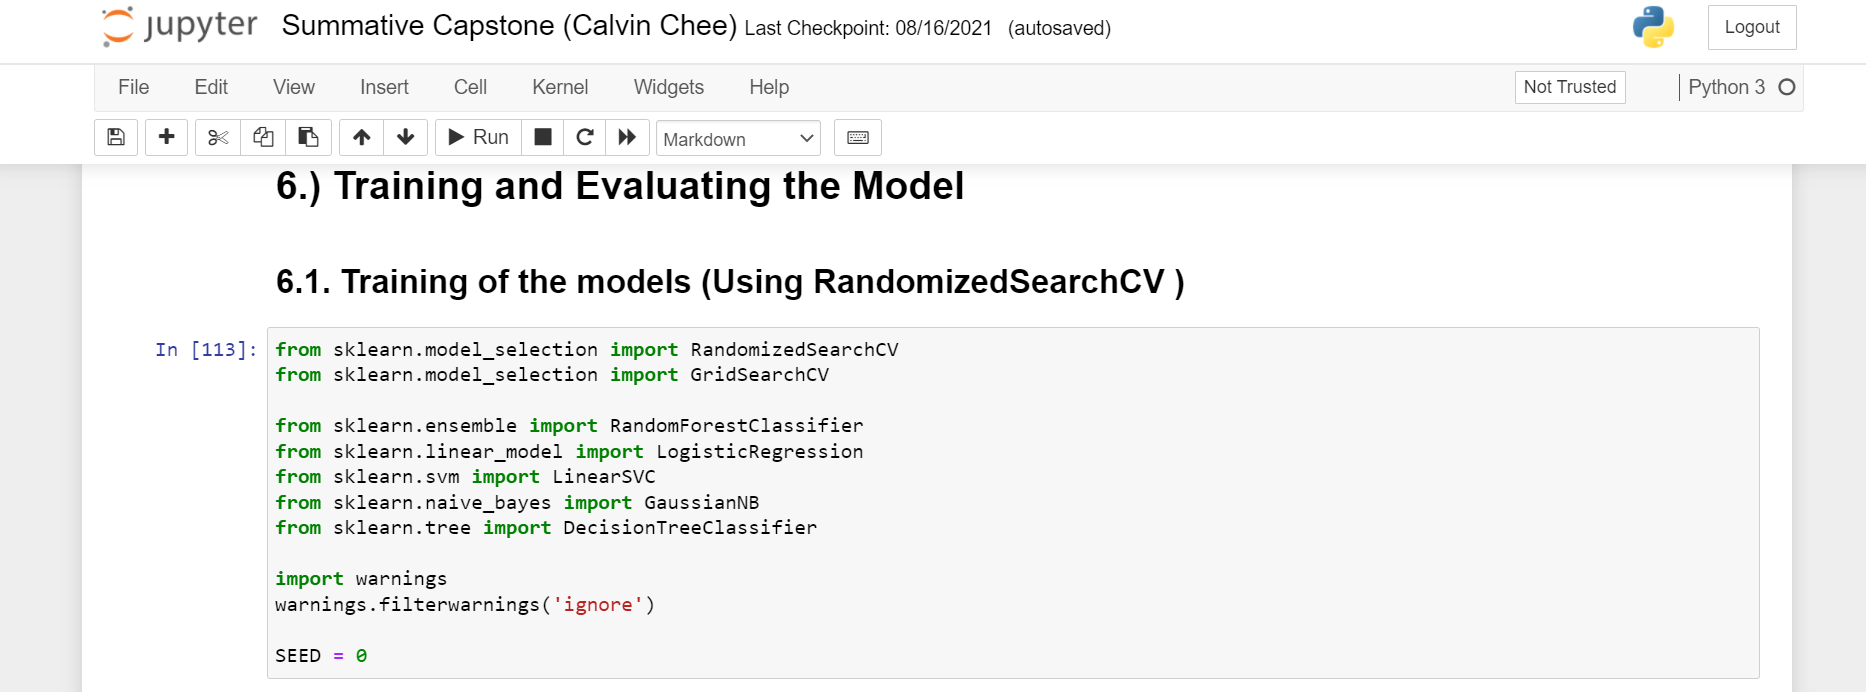 jupyter Summative Capstone (Calvin Chee) Last Checkpoint: 08/16/2021 (autosaved) Logout
File Edit View Insert Cell Kernel Widgets Help Not Trusted Python 3
Run Markdown
6.) Training and Evaluating the Model
6.1. Training of the models (Using RandomizedSearchCV )
In [113]: from sklearn.model_selection import RandomizedSearchCV
from sklearn.model_selection import GridSearchCV
from sklearn.ensemble import RandomForestClassifier
from sklearn.linear_model import LogisticRegression
from sklearn.svm import LinearSVC
from sklearn.naive_bayes import GaussianNB
from sklearn.tree import DecisionTreeClassifier
import warnings
warnings.filterwarnings('ignore')
SEED = 0